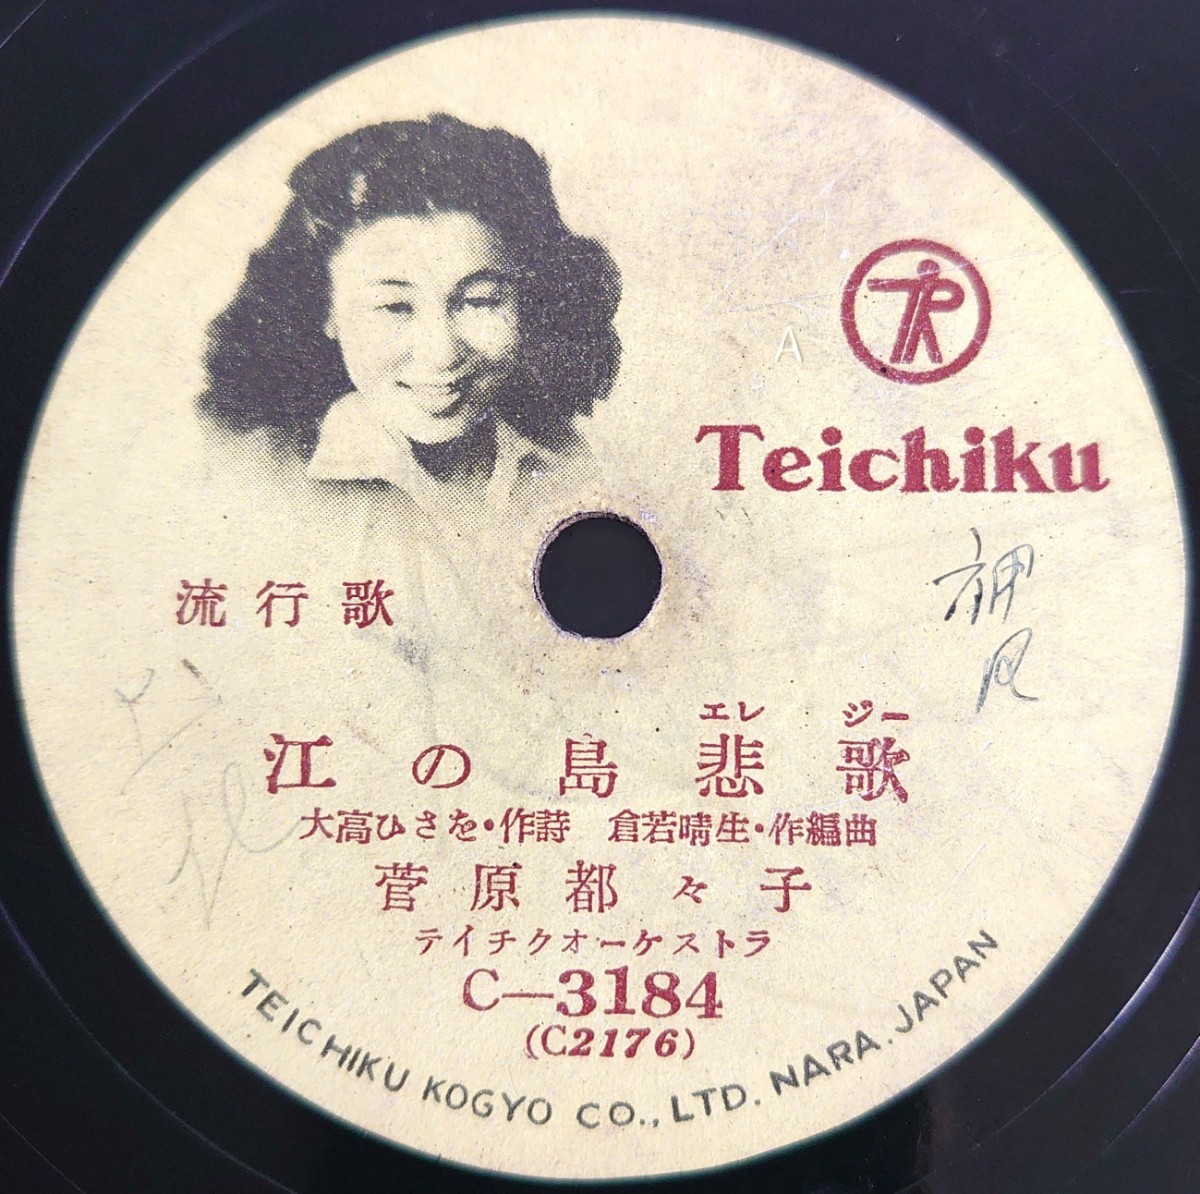 A
Teichiku
流行歌
エレジー
江の島悲歌
大高ひさを・作詩 倉若晴生・作編曲
菅原都々子
テイチクオーケストラ
C-3184
(C2176)
TEICHIKU KOGYO CO., LTD. NARA. JAPAN